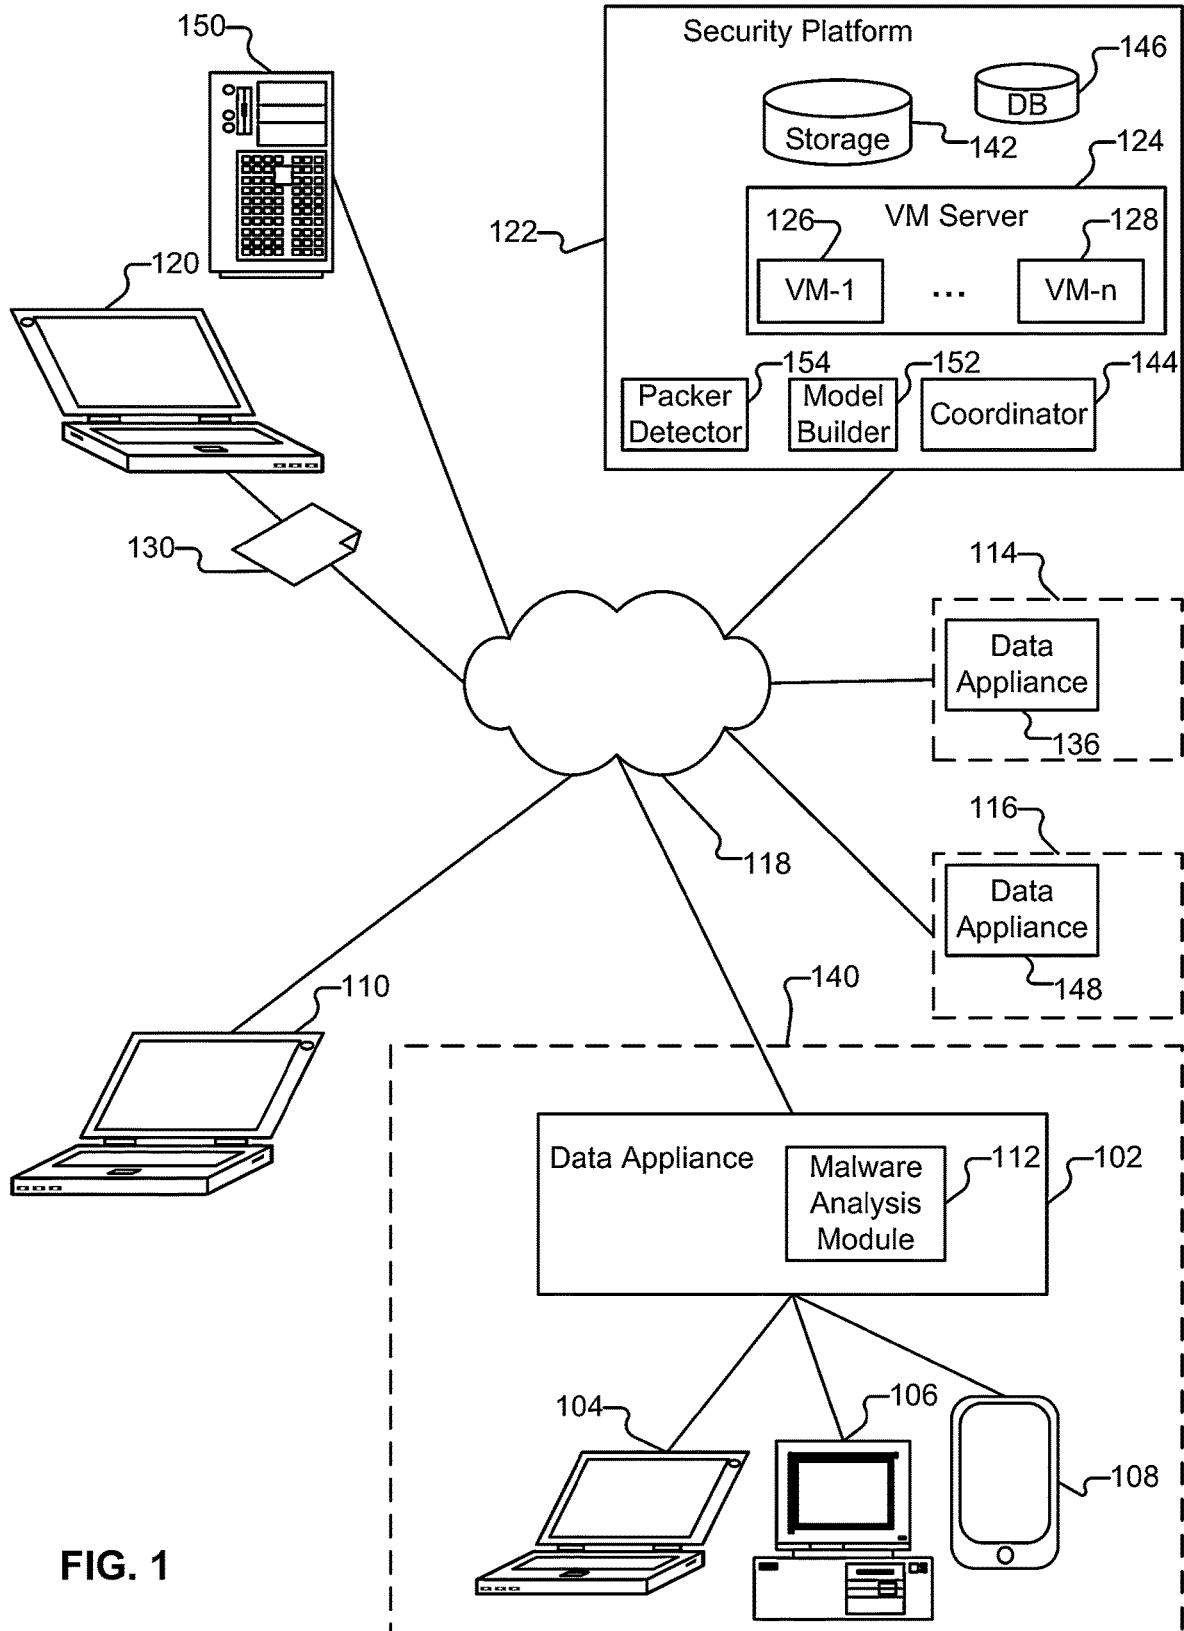 150
Security Platform
146
DB
Storage
142
124
VM Server
126
128
122
VM-1
...
VM-n
120
154
152
144
Packer
Detector
Model
Builder
Coordinator
130
114
Data
Appliance
136
118
116
Data
Appliance
148
110
140
Data Appliance
Malware
Analysis
Module
112
102
104
106
108
FIG. 1